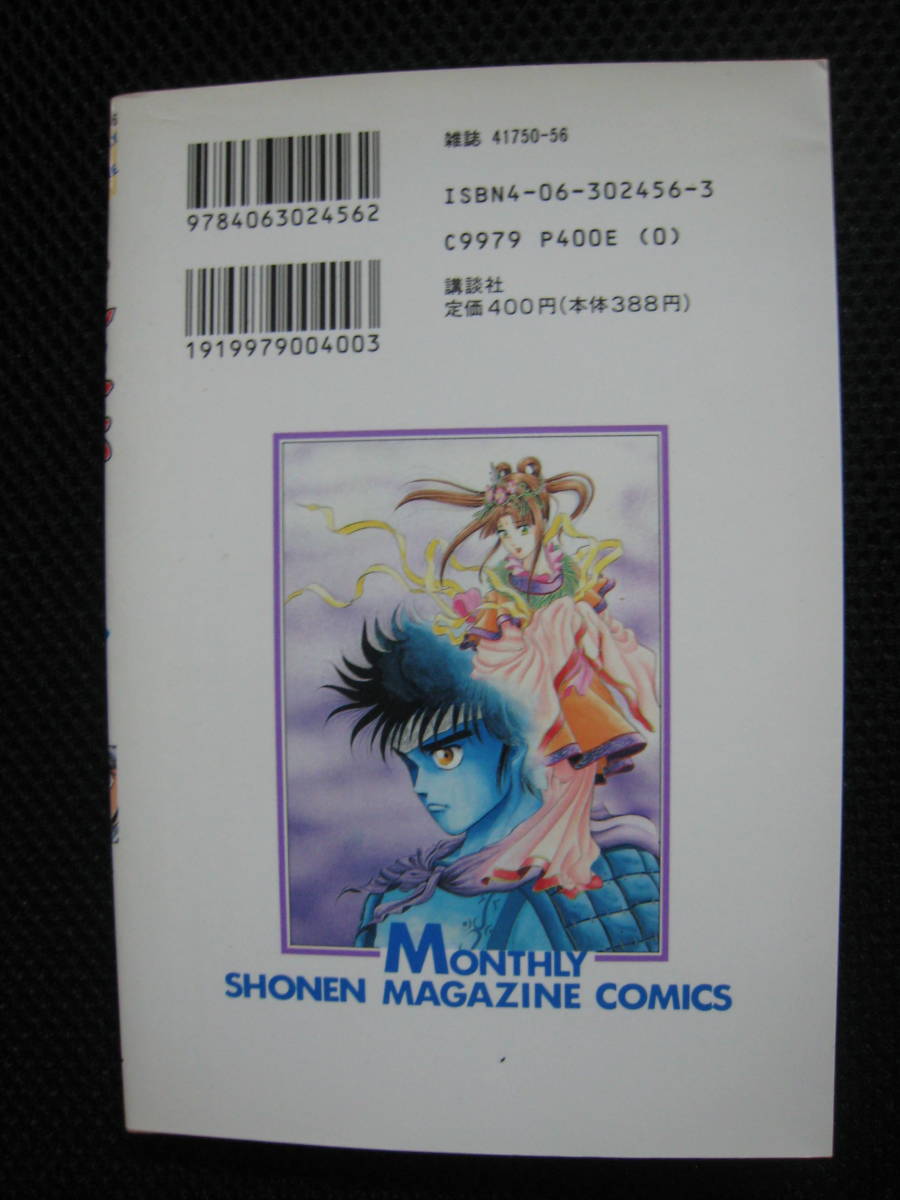 雑誌 41750-56
9784063024562
ISBN4-06-302456-3
C9979 P400E (0)
講談社
定価400円(本体388円)
1919979004003
MONTHLY
SHONEN MAGAZINE COMICS